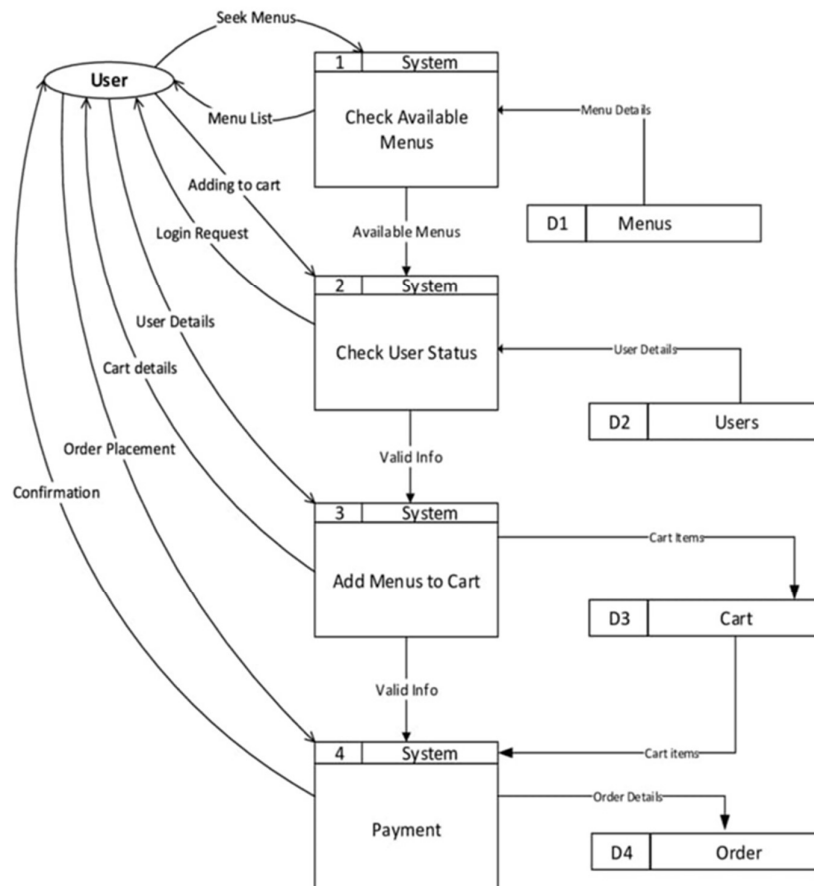 Seek Menus
1 System
User
Menu List
Check Available
Menus
Menu Details
Adding to cart
D1 Menus
Login Request
Available Menus
2 System
User Details
Check User Status
User Details
Cart details
D2 Users
Order Placement
Valid Info
Confirmation
3 System
Cart Items
Add Menus to Cart
D3 Cart
Valid Info
4 System
Cart items
Order Details
Payment
D4 Order